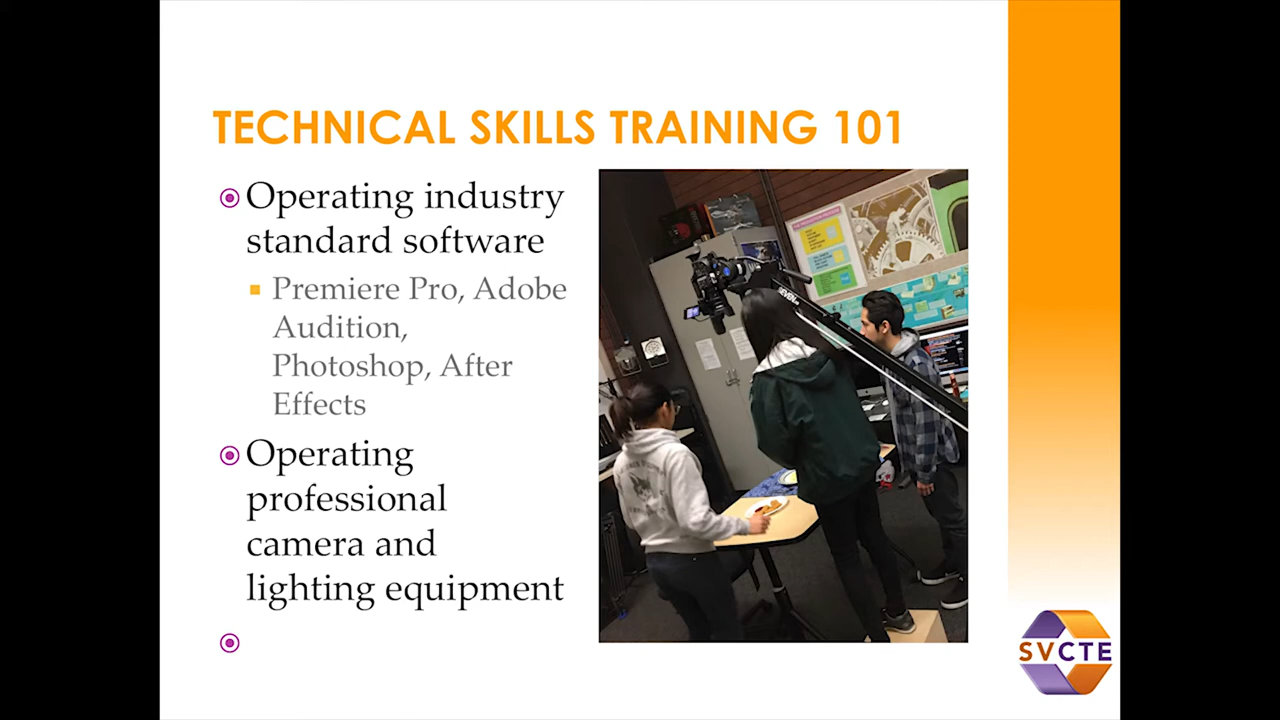 TECHNICAL SKILLS TRAINING 101
Operating industry
standard software
Premiere Pro, Adobe
Audition,
Photoshop, After
Effects
Operating
professional
camera and
lighting equipment
SEVEN
SVCTE